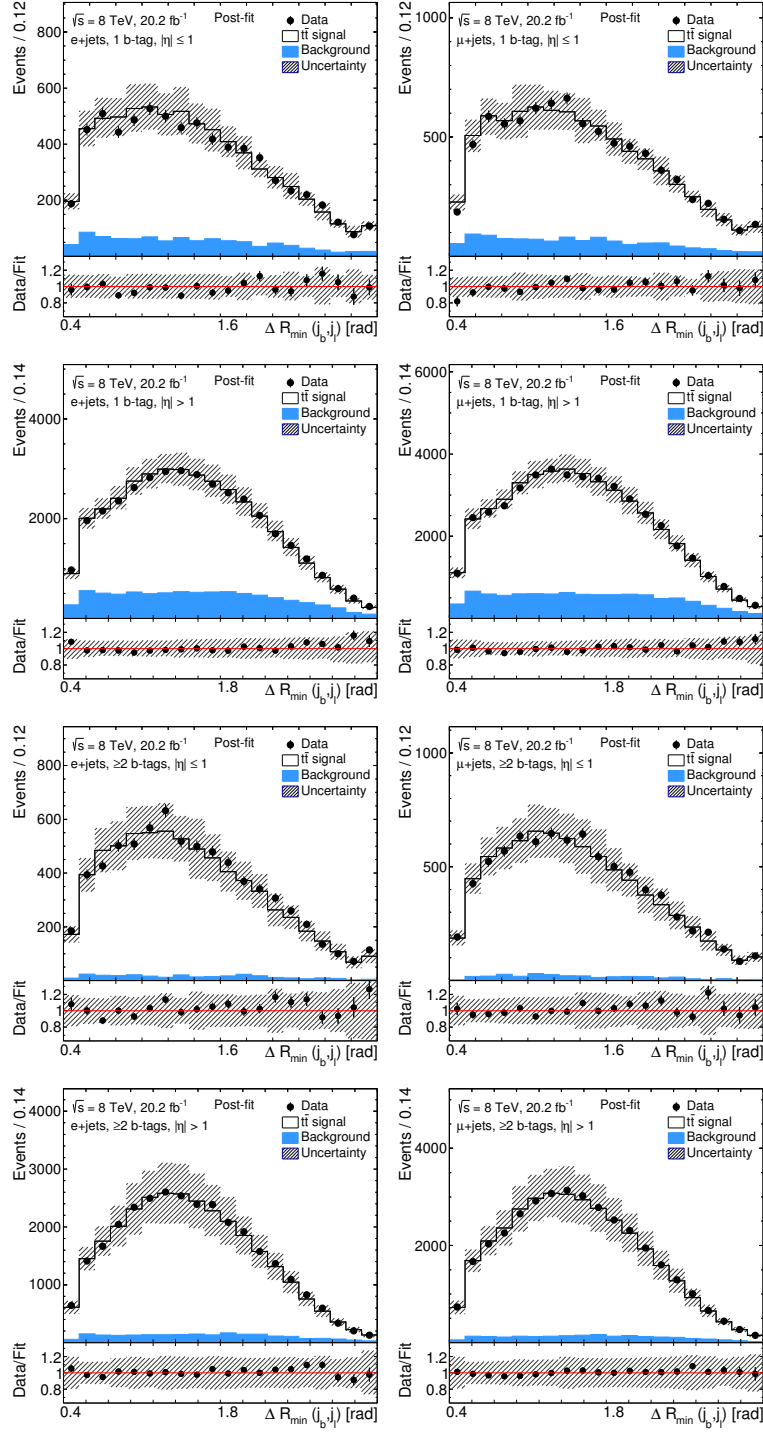 Events / 0.12
√s = 8 TeV, 20.2 fb⁻¹ Post-fit
e+jets, 1 b-tag, |η| ≤ 1
Data
tt̄ signal
Background
Uncertainty
800
600
400
200
Data/Fit
1.2
1
0.8
0.4 1.6
Δ R_min (j_b,j_l) [rad]
Events / 0.12
√s = 8 TeV, 20.2 fb⁻¹ Post-fit
μ+jets, 1 b-tag, |η| ≤ 1
Data
tt̄ signal
Background
Uncertainty
1000
500
Data/Fit
1.2
1
0.8
0.4 1.6
Δ R_min (j_b,j_l) [rad]
Events / 0.14
√s = 8 TeV, 20.2 fb⁻¹ Post-fit
e+jets, 1 b-tag, |η| > 1
Data
tt̄ signal
Background
Uncertainty
4000
2000
Data/Fit
1.2
1
0.8
0.4 1.8
Δ R_min (j_b,j_l) [rad]
Events / 0.14
√s = 8 TeV, 20.2 fb⁻¹ Post-fit
μ+jets, 1 b-tag, |η| > 1
Data
tt̄ signal
Background
Uncertainty
6000
4000
2000
Data/Fit
1.2
1
0.8
0.4 1.8
Δ R_min (j_b,j_l) [rad]
Events / 0.12
√s = 8 TeV, 20.2 fb⁻¹ Post-fit
e+jets, ≥2 b-tags, |η| ≤ 1
Data
tt̄ signal
Background
Uncertainty
800
600
400
200
Data/Fit
1.2
1
0.8
0.4 1.6
Δ R_min (j_b,j_l) [rad]
Events / 0.12
√s = 8 TeV, 20.2 fb⁻¹ Post-fit
μ+jets, ≥2 b-tags, |η| ≤ 1
Data
tt̄ signal
Background
Uncertainty
1000
500
Data/Fit
1.2
1
0.8
0.4 1.6
Δ R_min (j_b,j_l) [rad]
Events / 0.14
√s = 8 TeV, 20.2 fb⁻¹ Post-fit
e+jets, ≥2 b-tags, |η| > 1
Data
tt̄ signal
Background
Uncertainty
4000
3000
2000
1000
Data/Fit
1.2
1
0.8
0.4 1.8
Δ R_min (j_b,j_l) [rad]
Events / 0.14
√s = 8 TeV, 20.2 fb⁻¹ Post-fit
μ+jets, ≥2 b-tags, |η| > 1
Data
tt̄ signal
Background
Uncertainty
4000
2000
Data/Fit
1.2
1
0.8
0.4 1.8
Δ R_min (j_b,j_l) [rad]